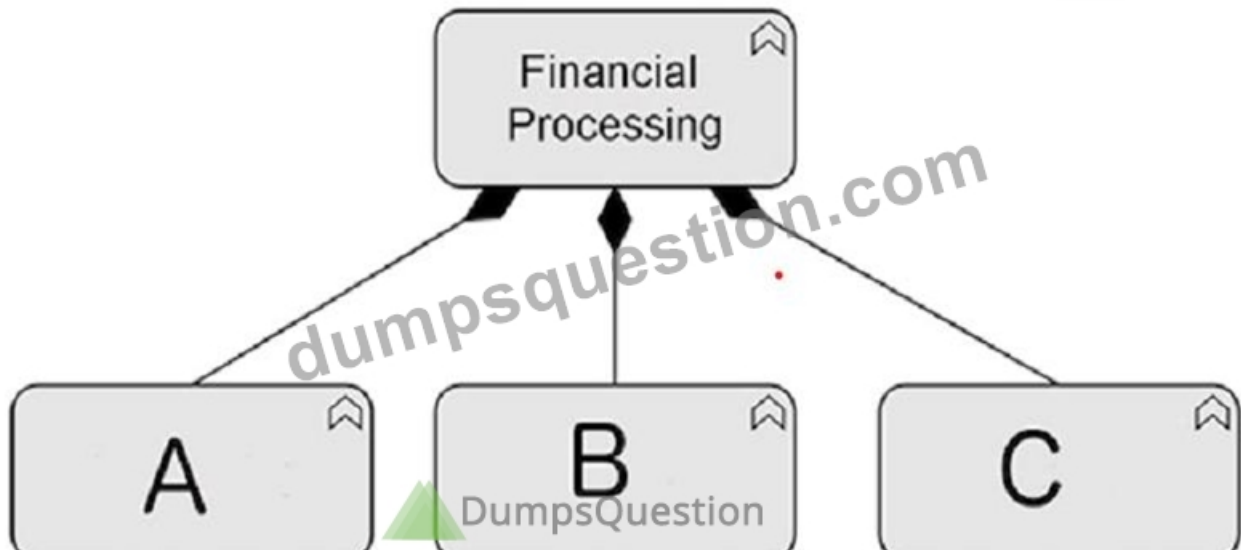 Financial
Processing
dumpsquestion.com
A
B
C
DumpsQuestion